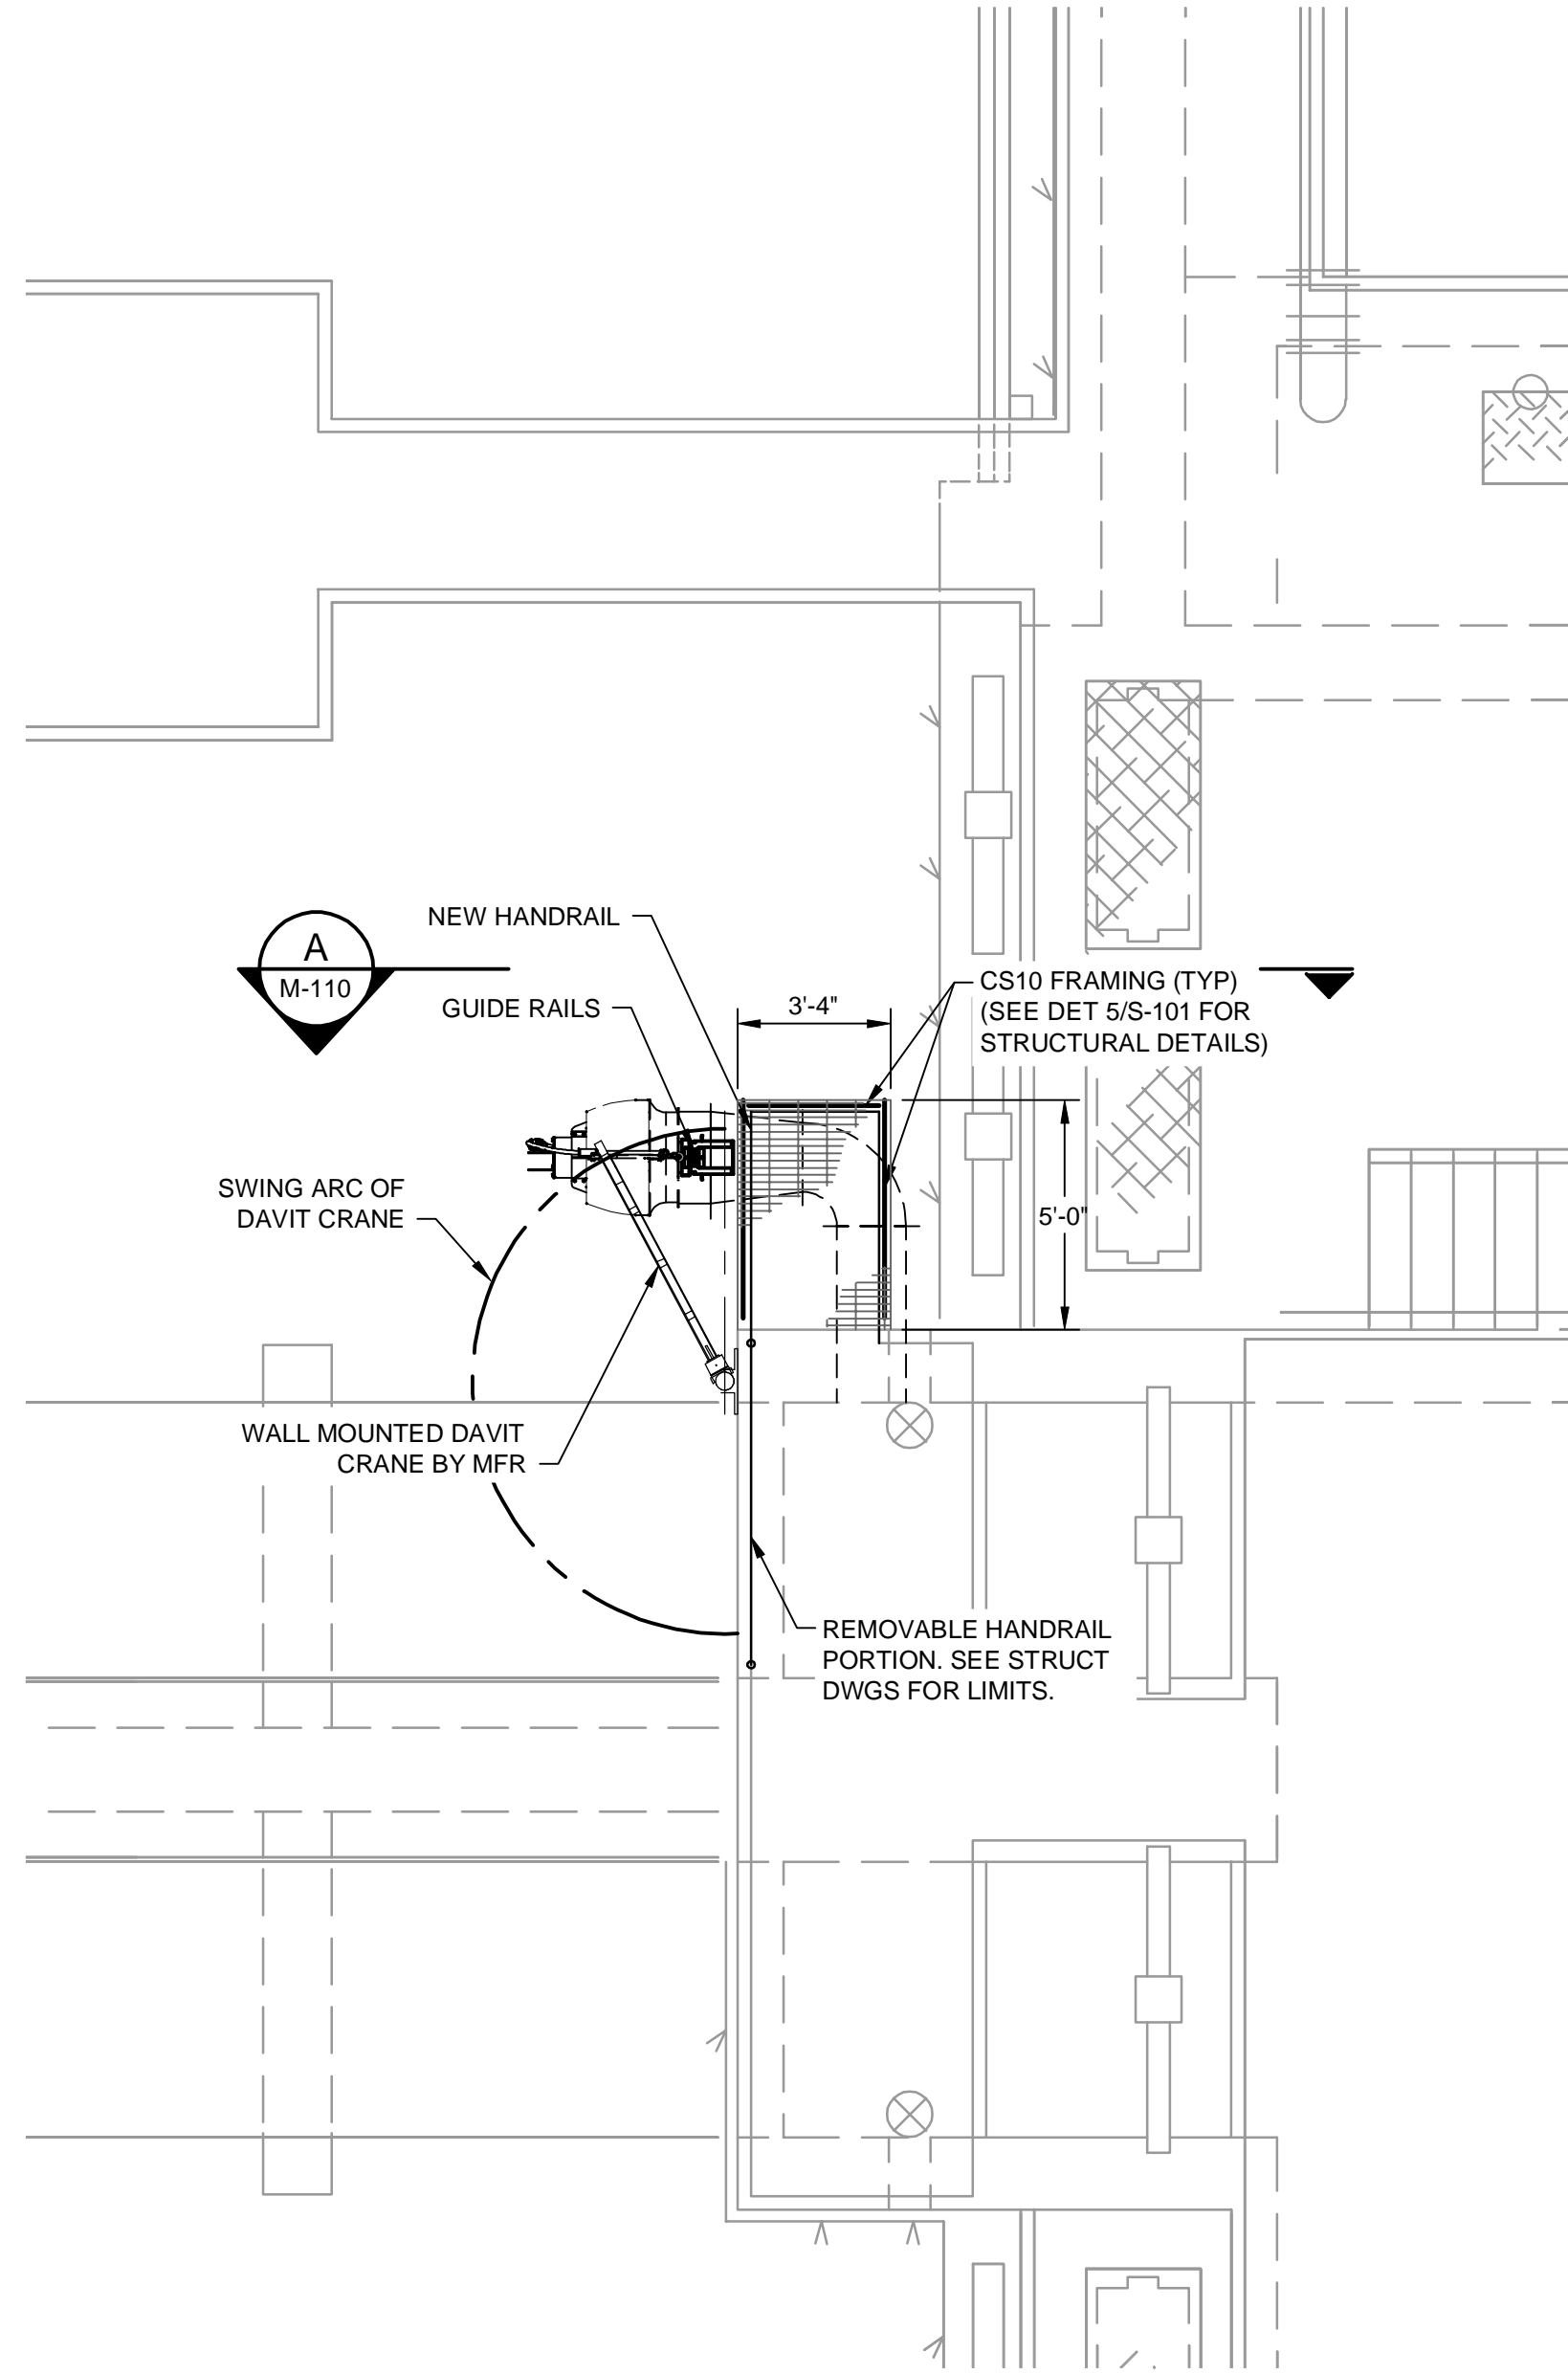 NEW HANDRAIL
A
M-110
GUIDE RAILS
3'-4"
CS10 FRAMING (TYP)
(SEE DET 5/S-101 FOR
STRUCTURAL DETAILS)
SWING ARC OF
DAVIT CRANE
5'-0"
WALL MOUNTED DAVIT
CRANE BY MFR
REMOVABLE HANDRAIL
PORTION. SEE STRUCT
DWGS FOR LIMITS.